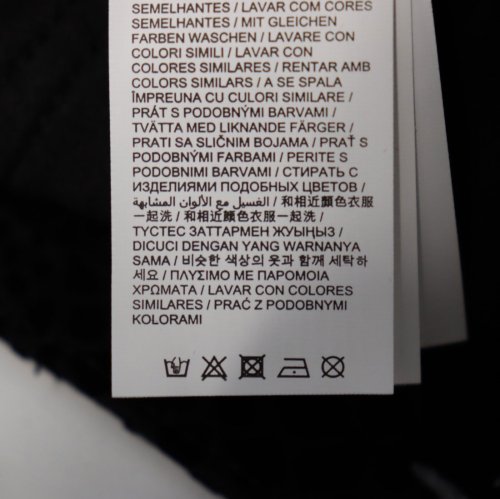 SEMELHANTES / LAVAR COM CORES
SEMELHANTES / MIT GLEICHEN
FARBEN WASCHEN / LAVARE CON
COLORI SIMILI / LAVAR CON
COLORES SIMILARES / RENTAR AMB
COLORS SIMILARS / A SE SPALA
ÎMPREUNA CU CULORI SIMILARE /
PRÁT S PODOBNÝMI BARVAMI /
TVÄTTA MED LIKNANDE FÄRGER /
PRATI SA SLIČNIM BOJAMA / PRAŤ S
PODOBNÝMI FARBAMI / PERITE S
PODOBNIMI BARVAMI / СТИРАТЬ С
ИЗДЕЛИЯМИ ПОДОБНЫХ ЦВЕТОВ /
الغسيل مع الألوان المشابهة / 和相近颜色衣服
一起洗 / 和相近顏色衣服一起洗 /
ТҮСТЕС ЗАТТАРМЕН ЖУЫҢЫЗ /
DICUCI DENGAN YANG WARNANYA
SAMA / 비슷한 색상의 옷과 함께 세탁하
세요 / ΠΛΥΣΙΜΟ ΜΕ ΠΑΡΟΜΟΙΑ
ΧΡΩΜΑΤΑ / LAVAR CON COLORES
SIMILARES / PRAĆ Z PODOBNYMI
KOLORAMI